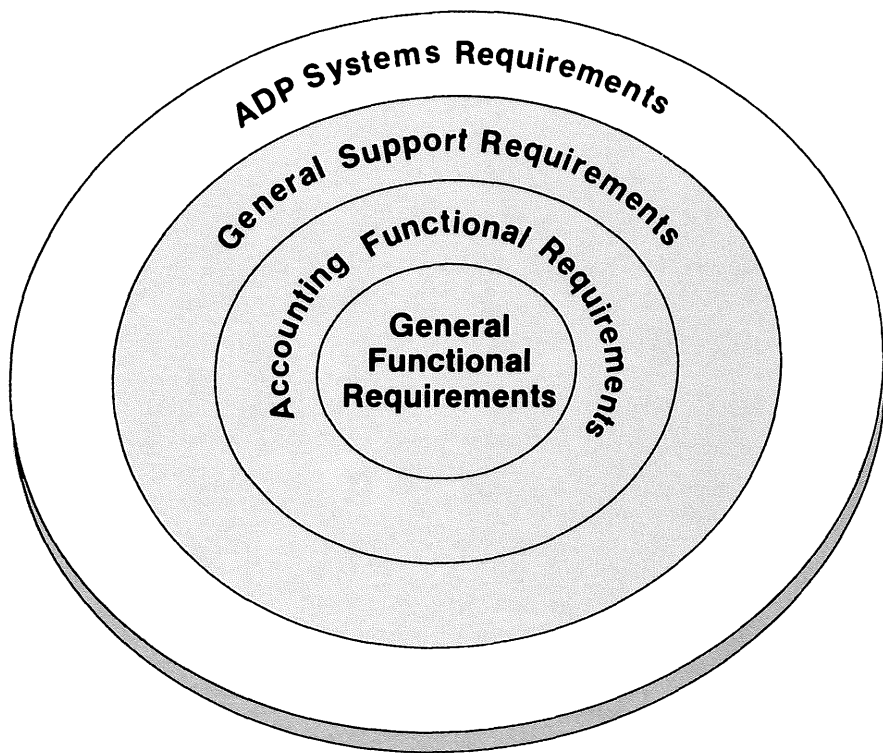 ADP Systems Requirements
General Support Requirements
Accounting Functional Requirements
General
Functional
Requirements